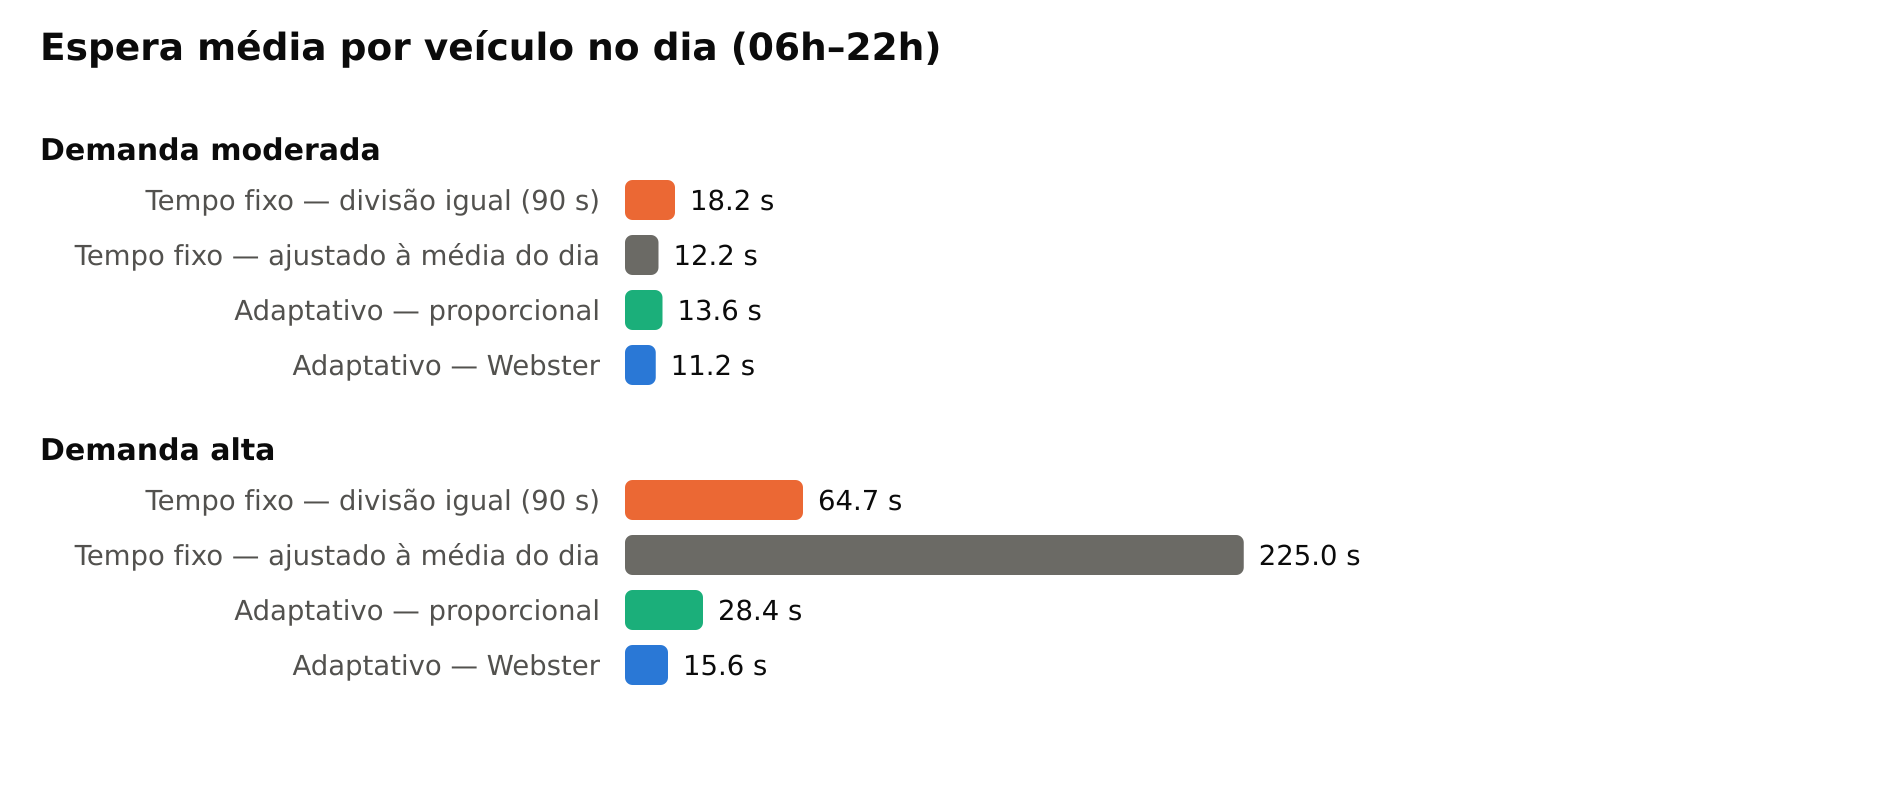 Espera média por veículo no dia (06h–22h)
Demanda moderada
Tempo fixo — divisão igual (90 s) 18.2 s
Tempo fixo — ajustado à média do dia 12.2 s
Adaptativo — proporcional 13.6 s
Adaptativo — Webster 11.2 s
Demanda alta
Tempo fixo — divisão igual (90 s) 64.7 s
Tempo fixo — ajustado à média do dia 225.0 s
Adaptativo — proporcional 28.4 s
Adaptativo — Webster 15.6 s